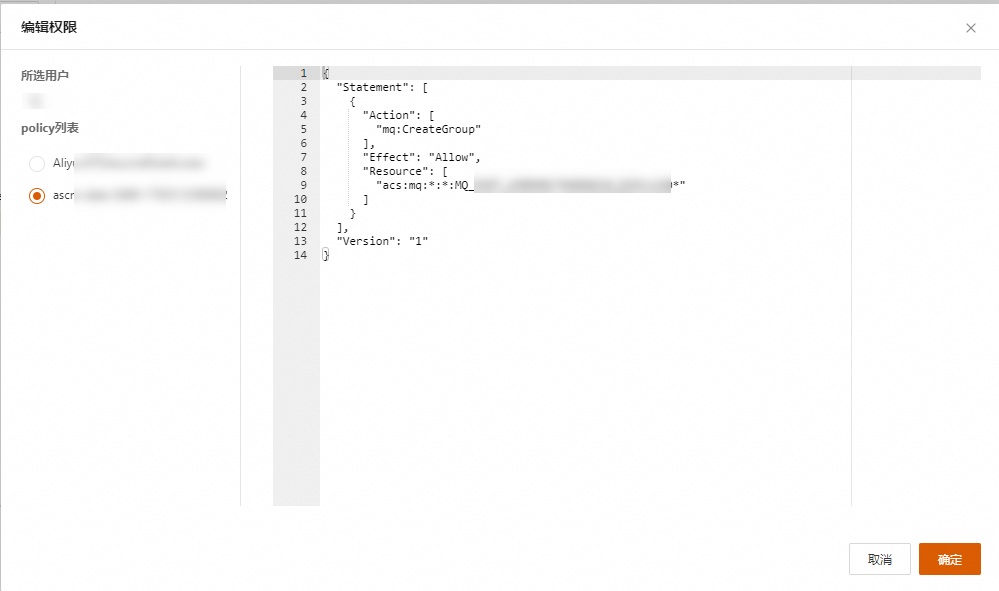 编辑权限
所选用户
policy列表
1 {
2 "Statement": [
3 {
4 "Action": [
5 "mq:CreateGroup"
6 ],
7 "Effect": "Allow",
8 "Resource": [
9 "acs:mq:*:*:MQ_ *"
10 ]
11 }
12 ],
13 "Version": "1"
14 }
取消
确定